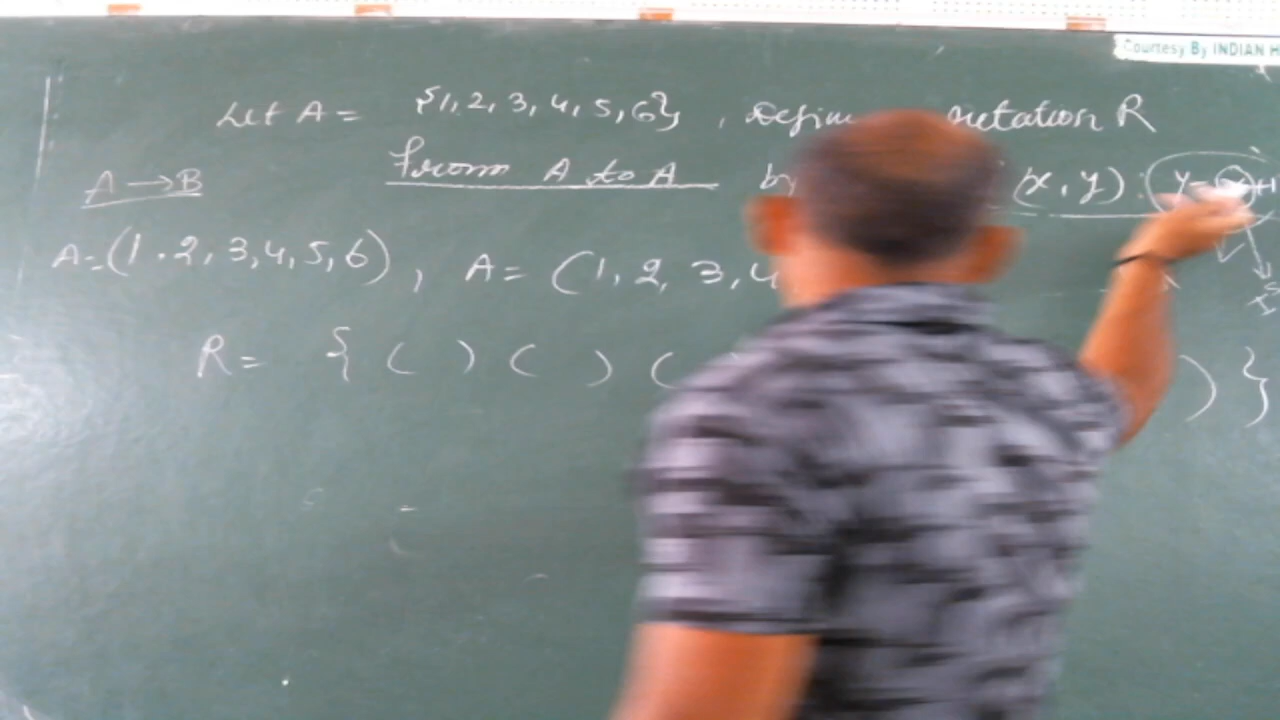 Courtesy By INDIAN H
Let A = {1, 2, 3, 4, 5, 6}, Define relation R
from A to A by (x, y) : y = x+1
A → B
A = (1, 2, 3, 4, 5, 6), A = (1, 2, 3, 4
R = { ( ) ( ) ( ) }